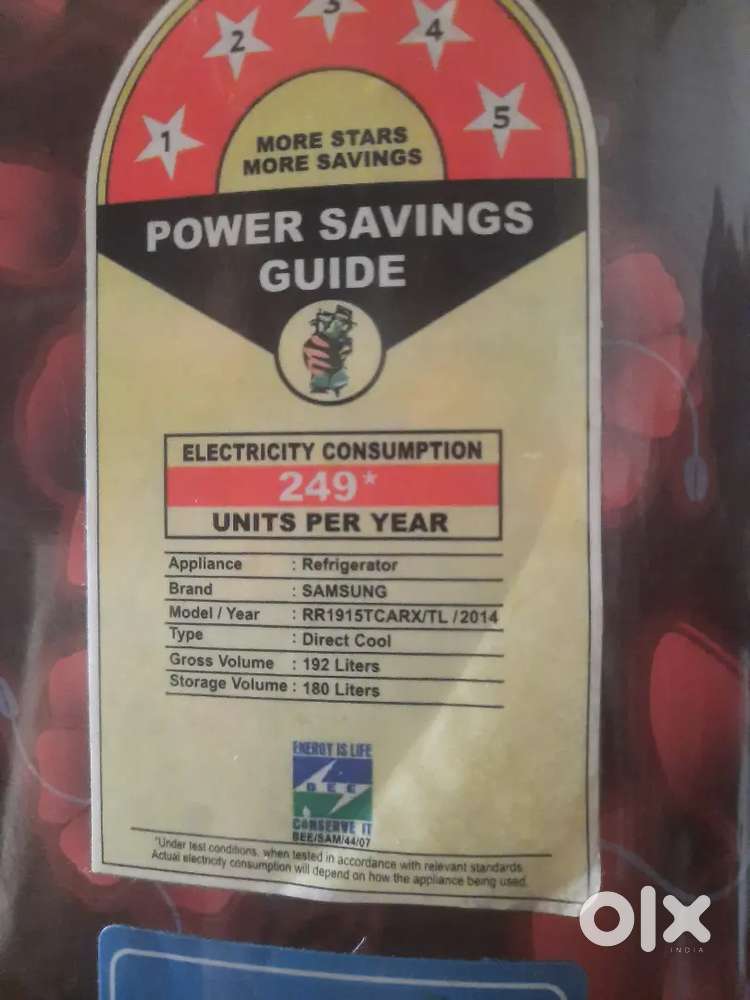 1 2 3 4 5
MORE STARS
MORE SAVINGS
POWER SAVINGS
GUIDE
ELECTRICITY CONSUMPTION
249*
UNITS PER YEAR
Appliance : Refrigerator
Brand : SAMSUNG
Model / Year : RR1915TCARX/TL / 2014
Type : Direct Cool
Gross Volume : 192 Liters
Storage Volume : 180 Liters
ENERGY IS LIFE
BEE
CONSERVE IT
BEE/SAM/44/07
*Under test conditions, when tested in accordance with relevant standards
Actual electricity consumption will depend on how the appliance being used.
olx
INDIA